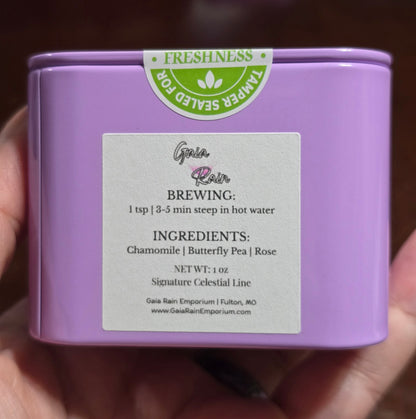 FRESHNESS
TAMPER SEALED FOR
Gaia
Rain
BREWING:
1 tsp | 3-5 min steep in hot water
INGREDIENTS:
Chamomile | Butterfly Pea | Rose
NET WT: 1 oz
Signature Celestial Line
Gaia Rain Emporium | Fulton, MO
www.GaiaRainEmporium.com